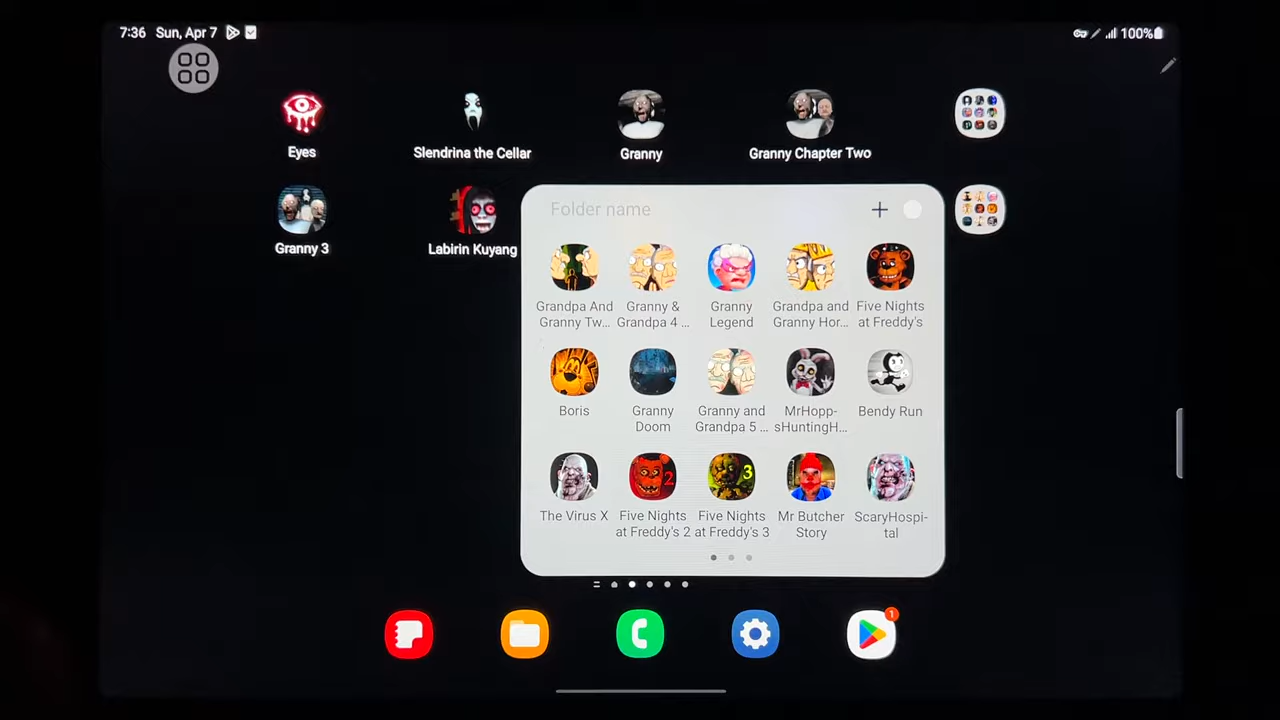 7:36 Sun, Apr 7
100%
Eyes
Slendrina the Cellar
Granny
Granny Chapter Two
Granny 3
Labirin Kuyang
Folder name
Grandpa And
Granny Tw...
Granny &
Grandpa 4 ...
Granny
Legend
Grandpa and
Granny Hor...
Five Nights
at Freddy's
Boris
Granny
Doom
Granny and
Grandpa 5 ...
MrHopp-
sHuntingH...
Bendy Run
The Virus X
2
Five Nights
at Freddy's 2
3
Five Nights
at Freddy's 3
Mr Butcher
Story
ScaryHospi-
tal
1